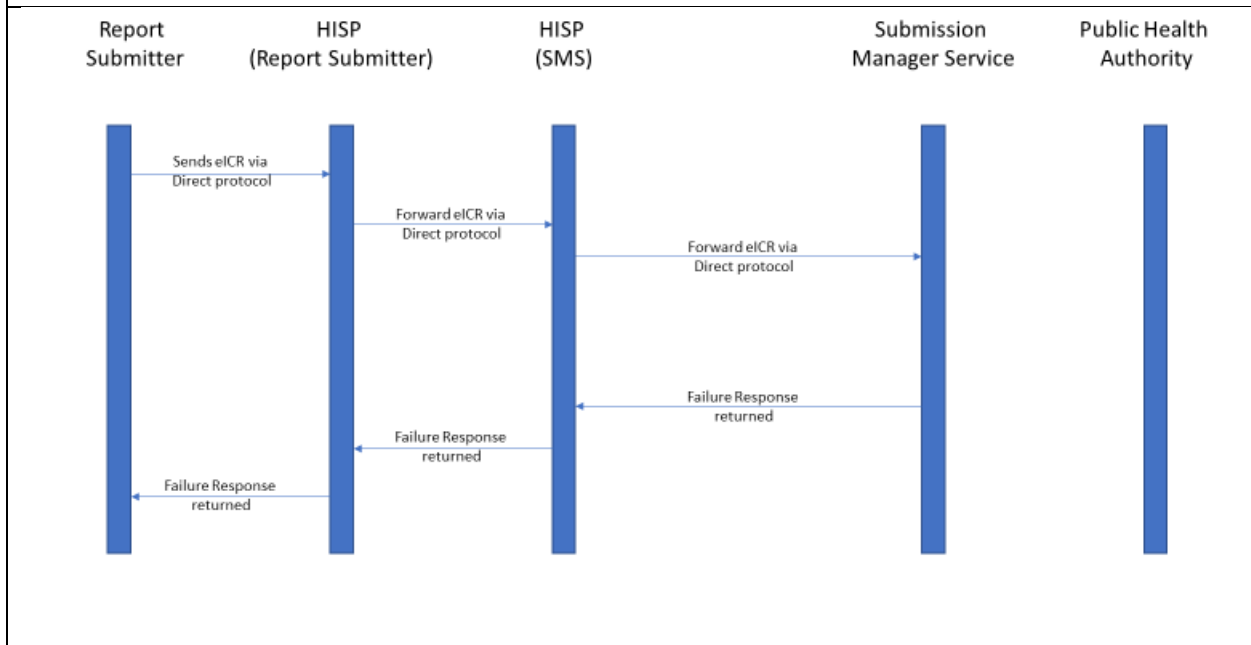 Report
Submitter
HISP
(Report Submitter)
HISP
(SMS)
Submission
Manager Service
Public Health
Authority
Sends eICR via
Direct protocol
Forward eICR via
Direct protocol
Forward eICR via
Direct protocol
Failure Response
returned
Failure Response
returned
Failure Response
returned